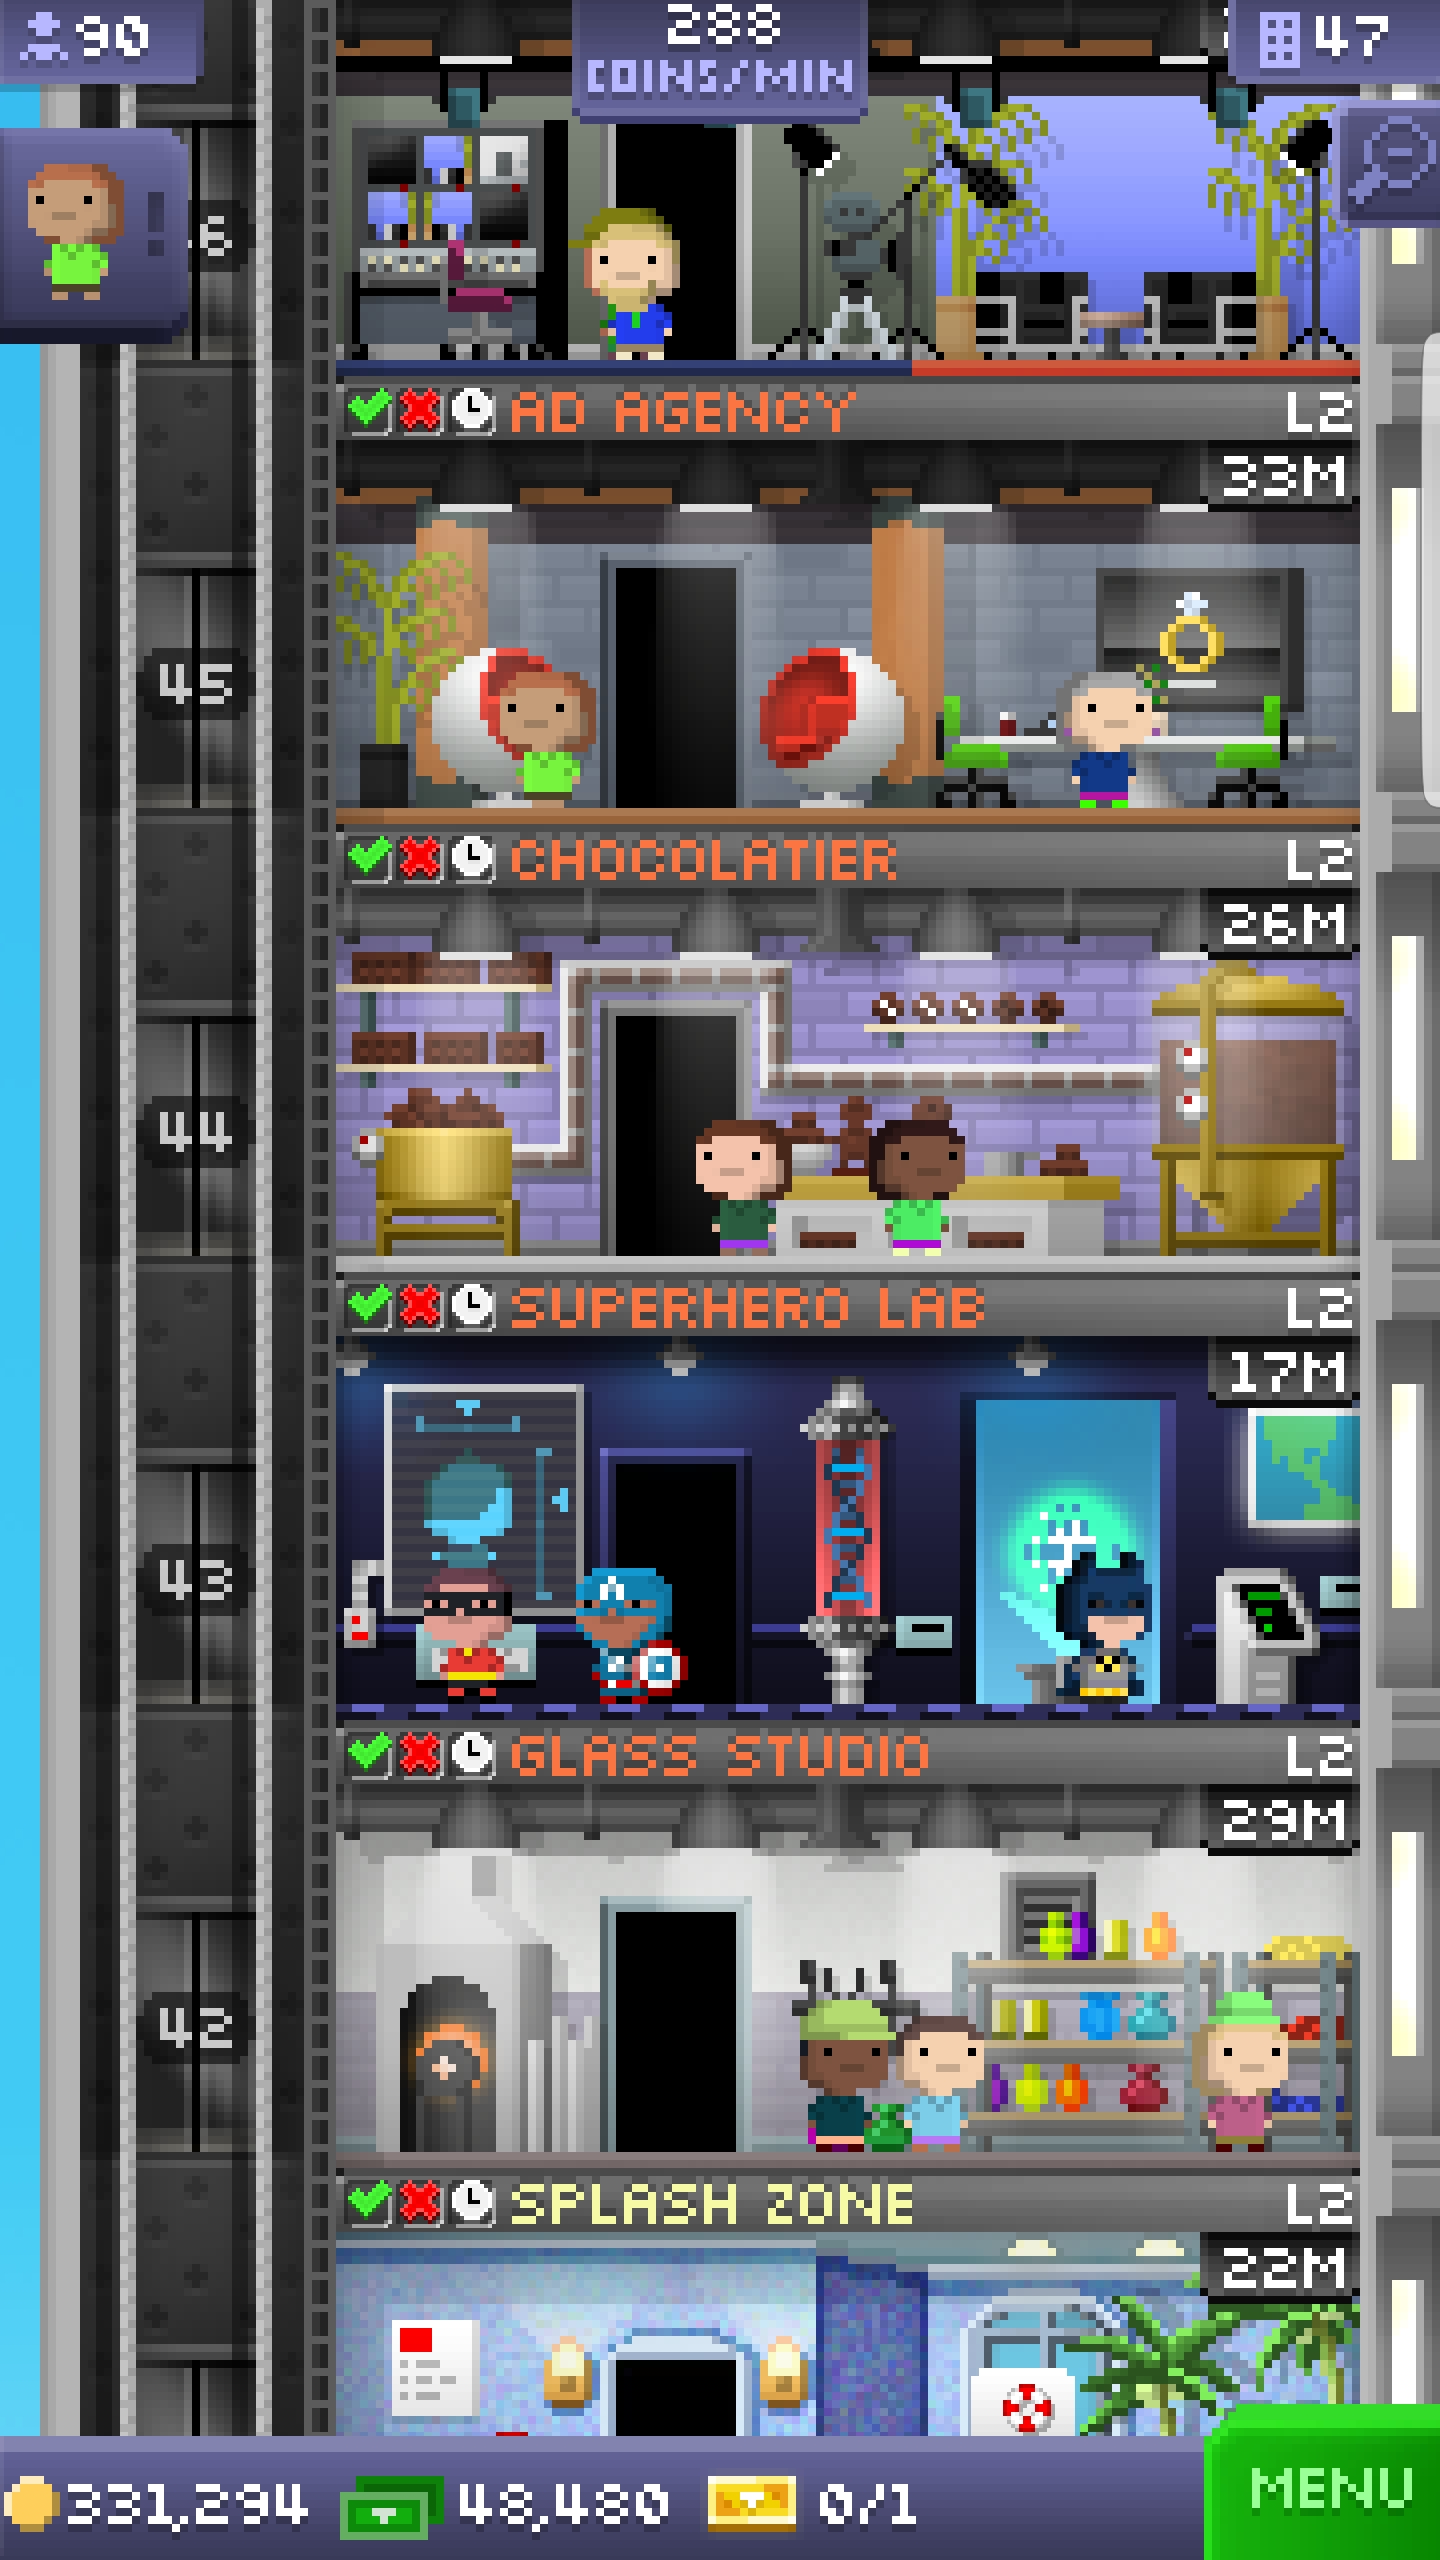 90
288
COINS/MIN
47
!
6
AD AGENCY L2
33M
45
CHOCOLATIER L2
26M
44
SUPERHERO LAB L2
17M
43
GLASS STUDIO L2
29M
42
SPLASH ZONE L2
22M
331,294 48,480 0/1 MENU